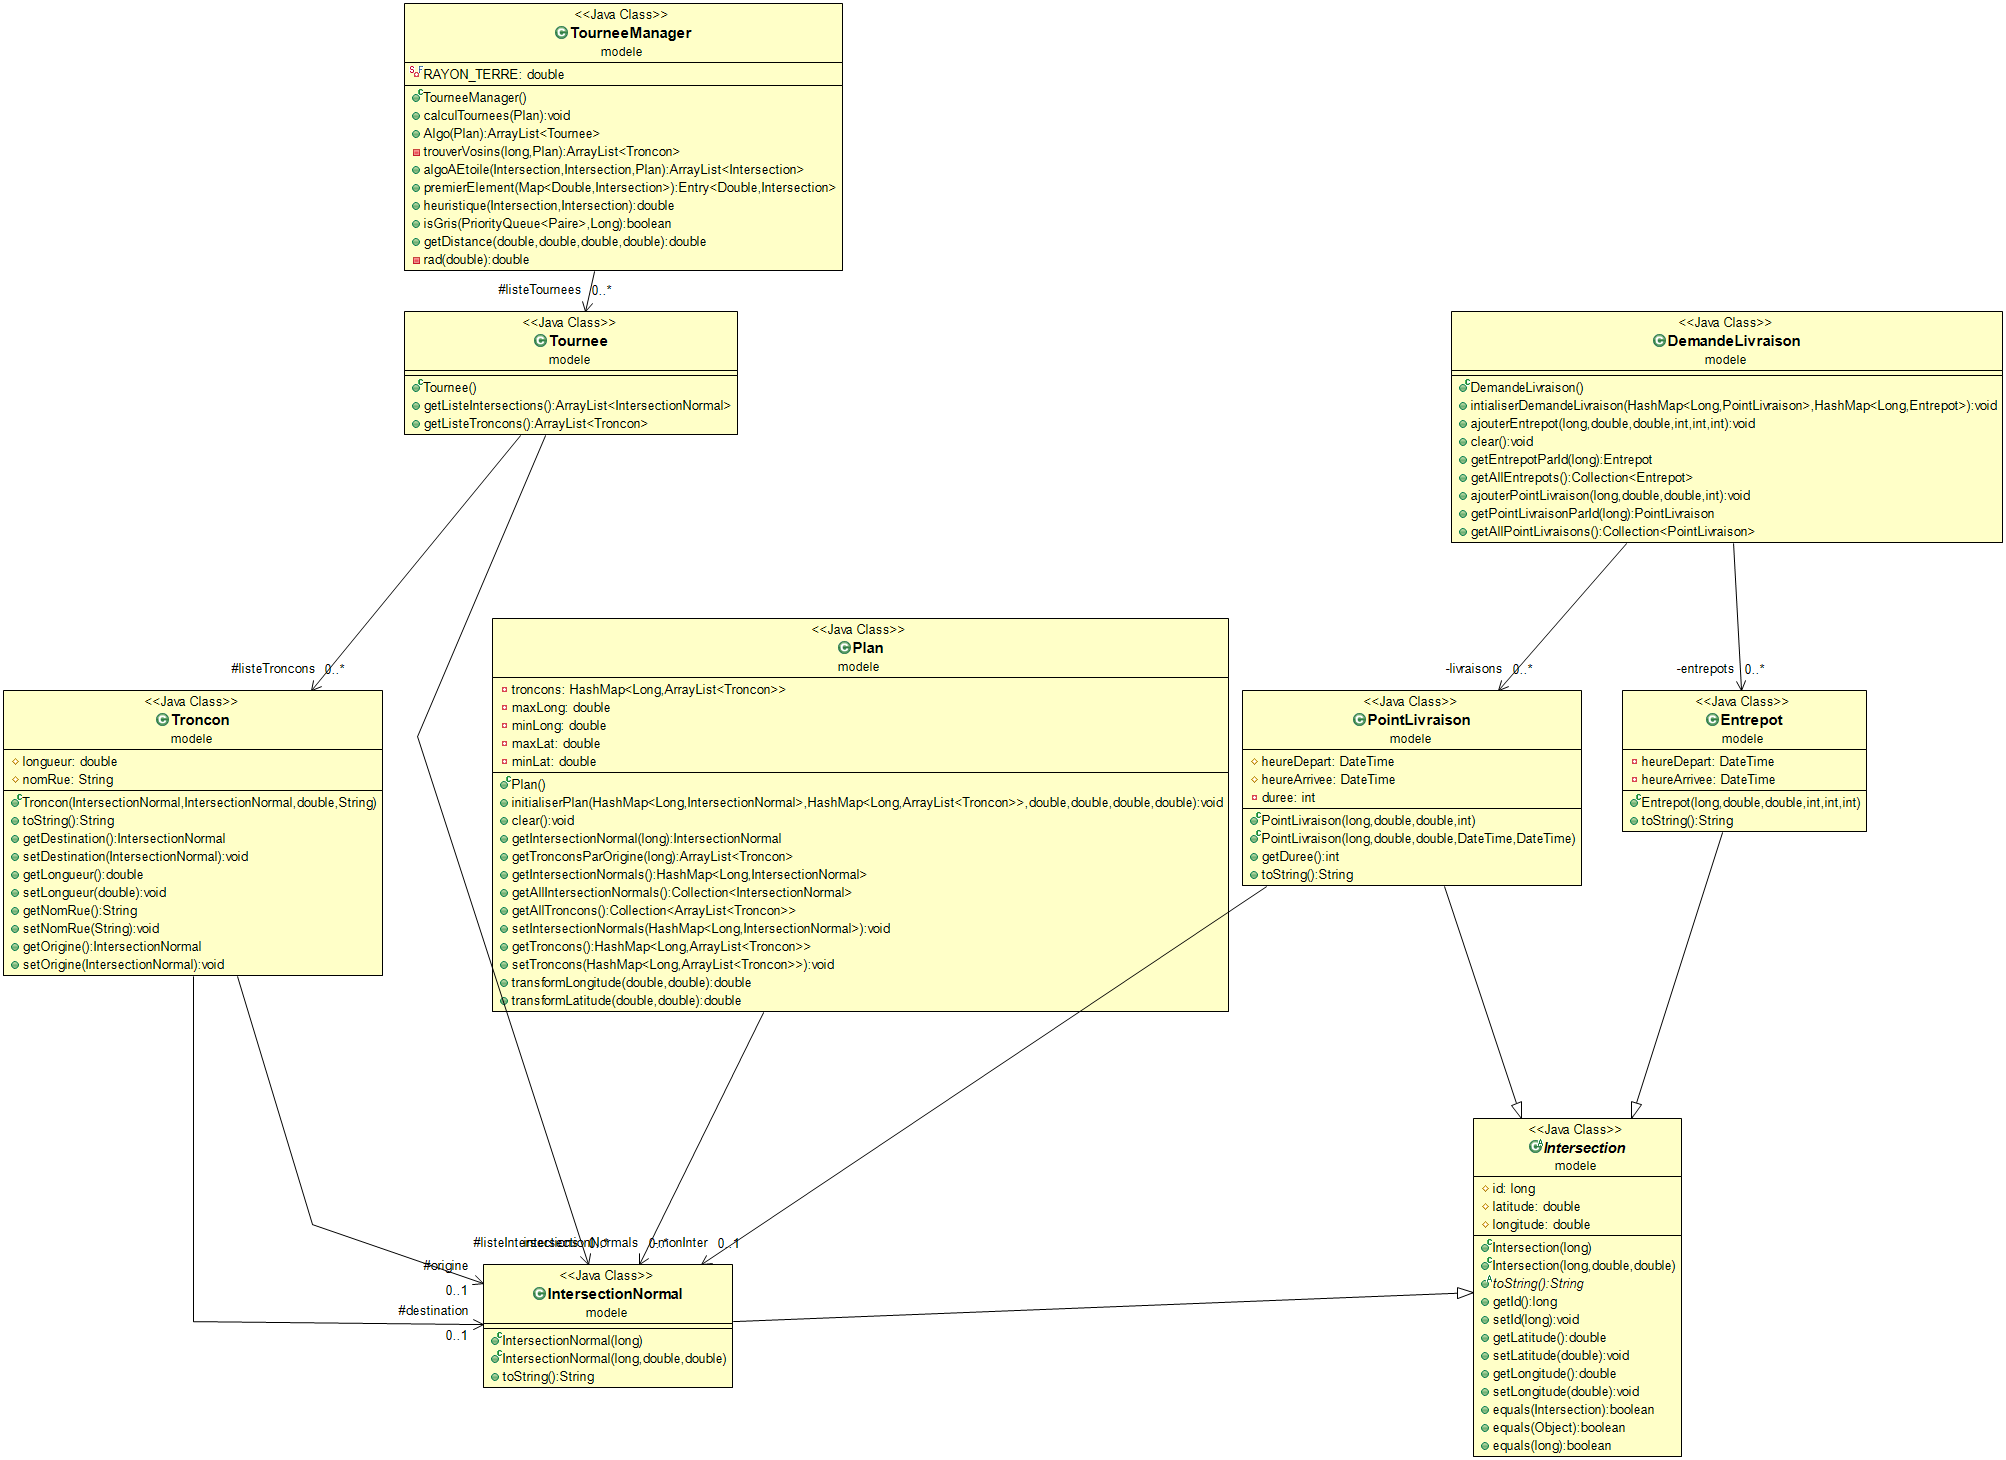 <<Java Class>>
TourneeManager
modele
RAYON_TERRE: double
TourneeManager()
calculTournees(Plan):void
Algo(Plan):ArrayList<Tournee>
trouverVosins(long,Plan):ArrayList<Troncon>
algoAEtoile(Intersection,Intersection,Plan):ArrayList<Intersection>
premierElement(Map<Double,Intersection>):Entry<Double,Intersection>
heuristique(Intersection,Intersection):double
isGris(PriorityQueue<Paire>,Long):boolean
getDistance(double,double,double,double):double
rad(double):double
#listeTournees 0..*
<<Java Class>>
Tournee
modele
Tournee()
getListeIntersections():ArrayList<IntersectionNormal>
getListeTroncons():ArrayList<Troncon>
<<Java Class>>
DemandeLivraison
modele
DemandeLivraison()
intialiserDemandeLivraison(HashMap<Long,PointLivraison>,HashMap<Long,Entrepot>):void
ajouterEntrepot(long,double,double,int,int,int):void
clear():void
getEntrepotParId(long):Entrepot
getAllEntrepots():Collection<Entrepot>
ajouterPointLivraison(long,double,double,int):void
getPointLivraisonParId(long):PointLivraison
getAllPointLivraisons():Collection<PointLivraison>
#listeTroncons 0..*
-livraisons 0..*
-entrepots 0..*
<<Java Class>>
Troncon
modele
longueur: double
nomRue: String
Troncon(IntersectionNormal,IntersectionNormal,double,String)
toString():String
getDestination():IntersectionNormal
setDestination(IntersectionNormal):void
getLongueur():double
setLongueur(double):void
getNomRue():String
setNomRue(String):void
getOrigine():IntersectionNormal
setOrigine(IntersectionNormal):void
<<Java Class>>
Plan
modele
troncons: HashMap<Long,ArrayList<Troncon>>
maxLong: double
minLong: double
maxLat: double
minLat: double
Plan()
initialiserPlan(HashMap<Long,IntersectionNormal>,HashMap<Long,ArrayList<Troncon>>,double,double,double,double):void
clear():void
getIntersectionNormal(long):IntersectionNormal
getTronconsParOrigine(long):ArrayList<Troncon>
getIntersectionNormals():HashMap<Long,IntersectionNormal>
getAllIntersectionNormals():Collection<IntersectionNormal>
getAllTroncons():Collection<ArrayList<Troncon>>
setIntersectionNormals(HashMap<Long,IntersectionNormal>):void
getTroncons():HashMap<Long,ArrayList<Troncon>>
setTroncons(HashMap<Long,ArrayList<Troncon>>):void
transformLongitude(double,double):double
transformLatitude(double,double):double
<<Java Class>>
PointLivraison
modele
heureDepart: DateTime
heureArrivee: DateTime
duree: int
PointLivraison(long,double,double,int)
PointLivraison(long,double,double,DateTime,DateTime)
getDuree():int
toString():String
<<Java Class>>
Entrepot
modele
heureDepart: DateTime
heureArrivee: DateTime
Entrepot(long,double,double,int,int,int)
toString():String
#origine
0..1
#destination
0..1
0..*
0..*
-monInter 0..1
<<Java Class>>
IntersectionNormal
modele
IntersectionNormal(long)
IntersectionNormal(long,double,double)
toString():String
<<Java Class>>
Intersection
modele
id: long
latitude: double
longitude: double
Intersection(long)
Intersection(long,double,double)
toString():String
getId():long
setId(long):void
getLatitude():double
setLatitude(double):void
getLongitude():double
setLongitude(double):void
equals(Intersection):boolean
equals(Object):boolean
equals(long):boolean